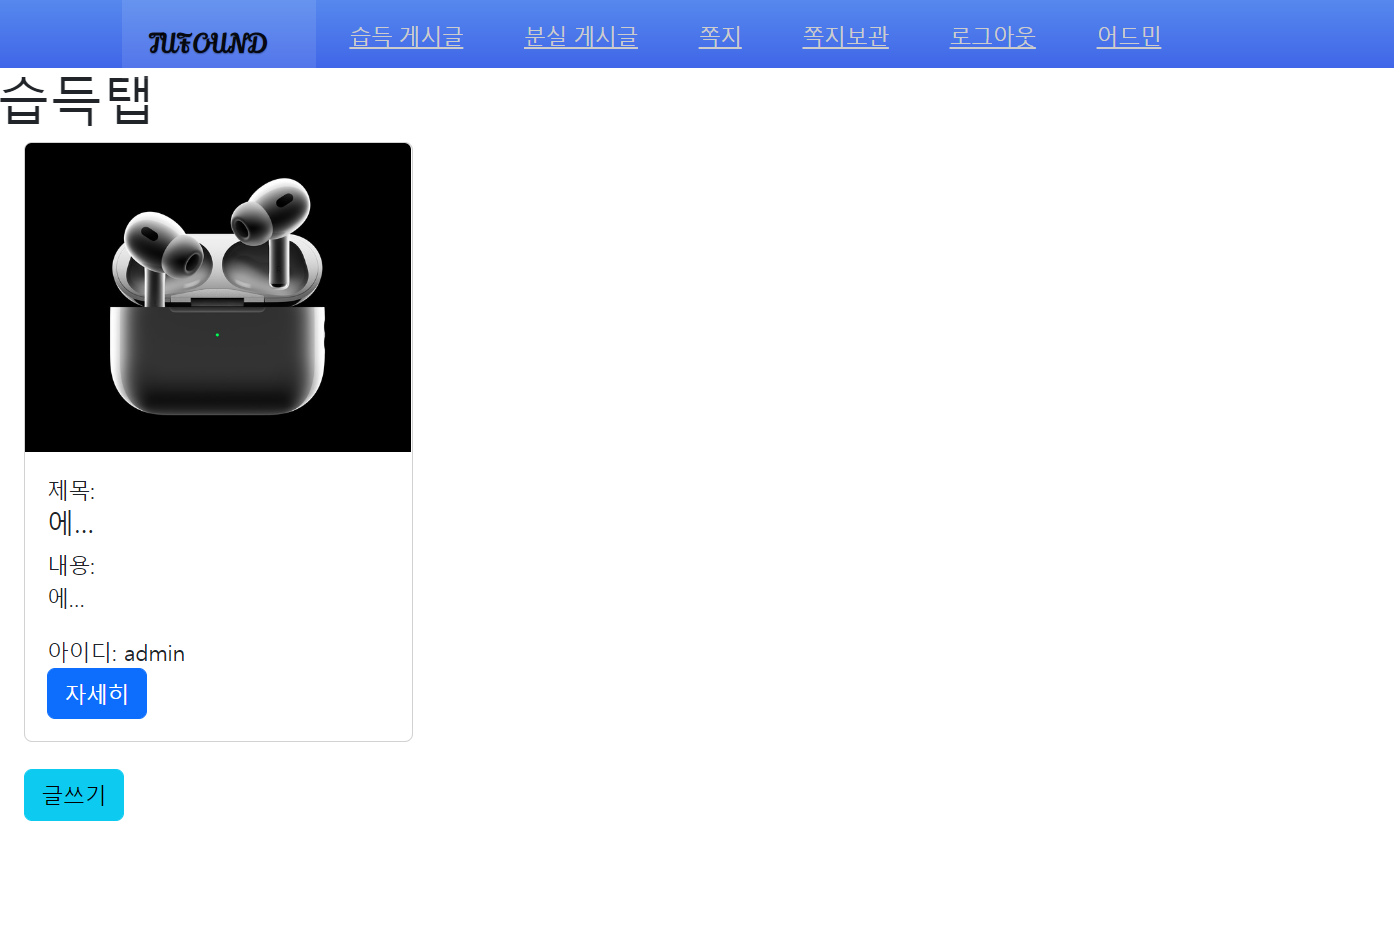 TUFOUND 습득 게시글 분실 게시글 쪽지 쪽지보관 로그아웃 어드민
습득탭
제목:
에...
내용:
에...
아이디: admin
자세히
글쓰기